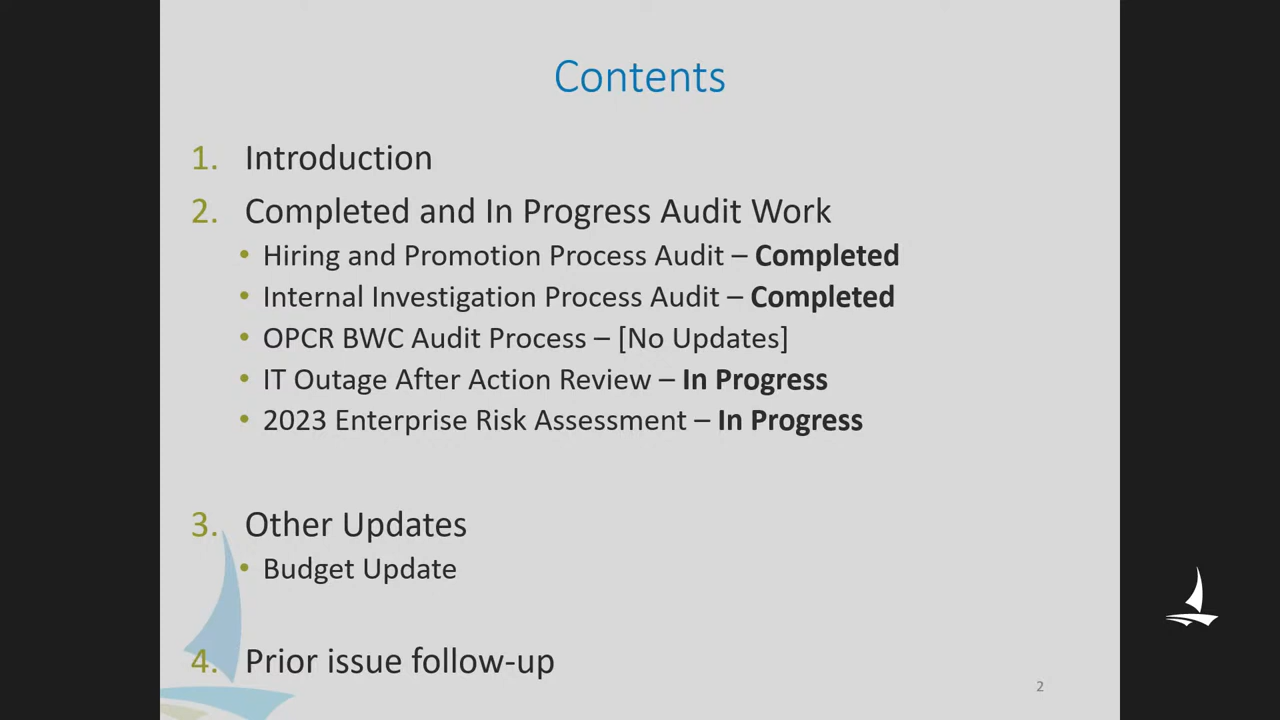 Contents
1. Introduction
2. Completed and In Progress Audit Work
• Hiring and Promotion Process Audit – Completed
• Internal Investigation Process Audit – Completed
• OPCR BWC Audit Process – [No Updates]
• IT Outage After Action Review – In Progress
• 2023 Enterprise Risk Assessment – In Progress
3. Other Updates
• Budget Update
4. Prior issue follow-up
2